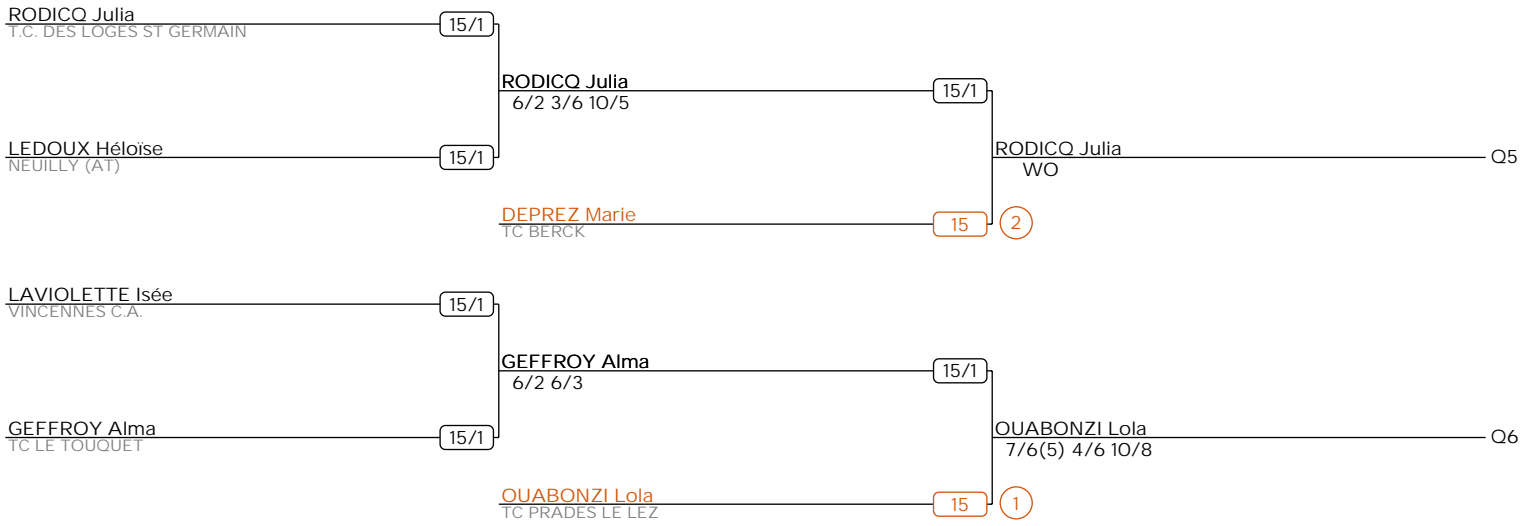 RODICQ Julia
T.C. DES LOGES ST GERMAIN
15/1
RODICQ Julia
6/2 3/6 10/5
15/1
LEDOUX Héloïse
NEUILLY (AT)
15/1
RODICQ Julia
WO
Q5
DEPREZ Marie
TC BERCK
15
2
LAVIOLETTE Isée
VINCENNES C.A.
15/1
GEFFROY Alma
6/2 6/3
15/1
GEFFROY Alma
TC LE TOUQUET
15/1
OUABONZI Lola
7/6(5) 4/6 10/8
Q6
OUABONZI Lola
TC PRADES LE LEZ
15
1